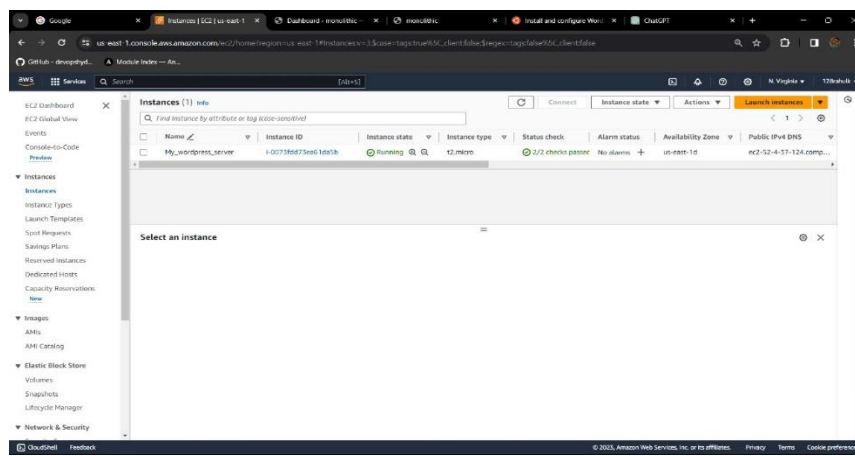 Google
Instances | EC2 | us-east-1
Dashboard - monolithic —
monolithic
Install and configure Word
ChatGPT
us-east-1.console.aws.amazon.com/ec2/home?region=us-east-1#Instances:v=3;$case=tags:true%5C,client:false;$regex=tags:false%5C,client:false
GitHub - devopshyd...
Module Index — An...
aws
Services
Search
[Alt+S]
N. Virginia
EC2 Dashboard
EC2 Global View
Events
Console-to-Code
Preview
Instances
Instances
Instance Types
Launch Templates
Spot Requests
Savings Plans
Reserved Instances
Dedicated Hosts
Capacity Reservations
New
Images
AMIs
AMI Catalog
Elastic Block Store
Volumes
Snapshots
Lifecycle Manager
Network & Security
Instances (1) Info
Connect
Instance state
Actions
Launch instances
Find Instance by attribute or tag (case-sensitive)
1
Name
Instance ID
Instance state
Instance type
Status check
Alarm status
Availability Zone
Public IPv4 DNS
My_wordpress_server
Running
t2.micro
2/2 checks passed
No alarms
us-east-1d
ec2-52-4-37-124.comp...
Select an instance
CloudShell
Feedback
© 2023, Amazon Web Services, Inc. or its affiliates.
Privacy
Terms
Cookie preference